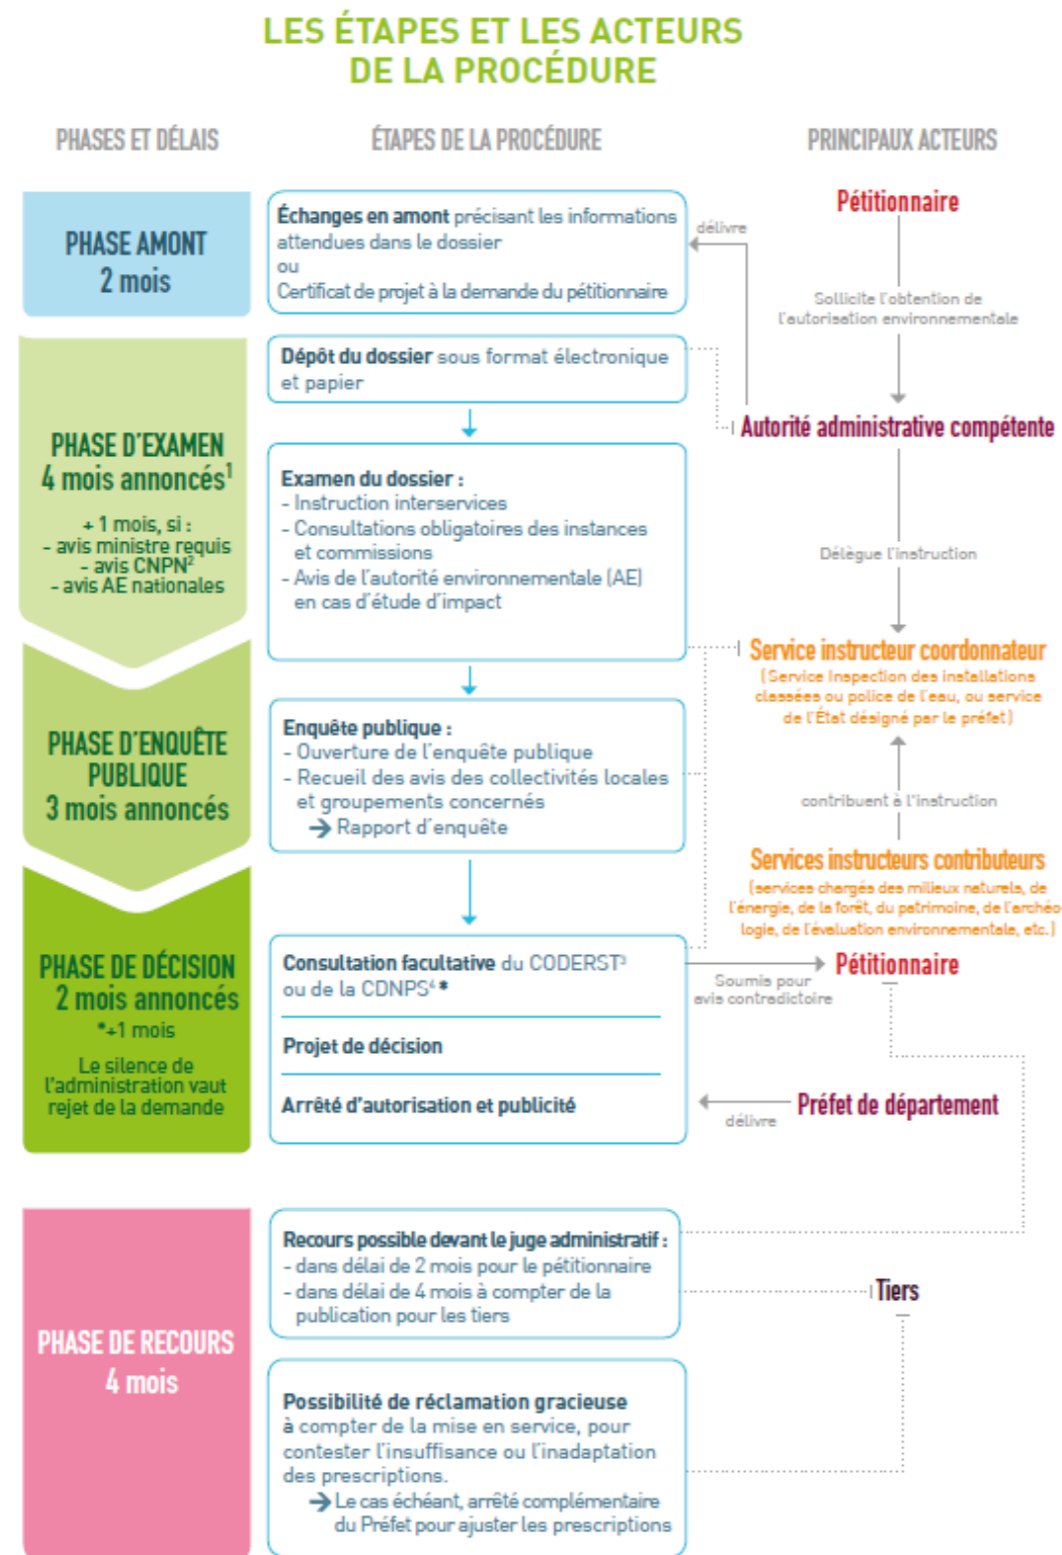 LES ÉTAPES ET LES ACTEURS
DE LA PROCÉDURE
PHASES ET DÉLAIS
ÉTAPES DE LA PROCÉDURE
PRINCIPAUX ACTEURS
PHASE AMONT
2 mois
Échanges en amont précisant les informations
attendues dans le dossier
ou
Certificat de projet à la demande du pétitionnaire
délivre
Pétitionnaire
Sollicite l'obtention de
l'autorisation environnementale
Dépôt du dossier sous format électronique
et papier
Autorité administrative compétente
PHASE D'EXAMEN
4 mois annoncés¹
+ 1 mois, si :
- avis ministre requis
- avis CNPN²
- avis AE nationales
Examen du dossier :
- Instruction interservices
- Consultations obligatoires des instances
et commissions
- Avis de l'autorité environnementale (AE)
en cas d'étude d'impact
Délègue l'instruction
Service instructeur coordonnateur
(Service Inspection des installations
classées ou police de l'eau, ou service
de l'État désigné par le préfet)
PHASE D'ENQUÊTE
PUBLIQUE
3 mois annoncés
Enquête publique :
- Ouverture de l'enquête publique
- Recueil des avis des collectivités locales
et groupements concernés
→ Rapport d'enquête
contribuent à l'instruction
Services instructeurs contributeurs
(services chargés des milieux naturels, de
l'énergie, de la forêt, du patrimoine, de l'archéo
logie, de l'évaluation environnementale, etc.)
PHASE DE DÉCISION
2 mois annoncés
*+1 mois
Le silence de
l'administration vaut
rejet de la demande
Consultation facultative du CODERST³
ou de la CDNPS⁴ *
Projet de décision
Arrêté d'autorisation et publicité
Soumis pour
avis contradictoire
Pétitionnaire
délivre
Préfet de département
PHASE DE RECOURS
4 mois
Recours possible devant le juge administratif :
- dans délai de 2 mois pour le pétitionnaire
- dans délai de 4 mois à compter de la
publication pour les tiers
Tiers
Possibilité de réclamation gracieuse
à compter de la mise en service, pour
contester l'insuffisance ou l'inadaptation
des prescriptions.
→ Le cas échéant, arrêté complémentaire
du Préfet pour ajuster les prescriptions